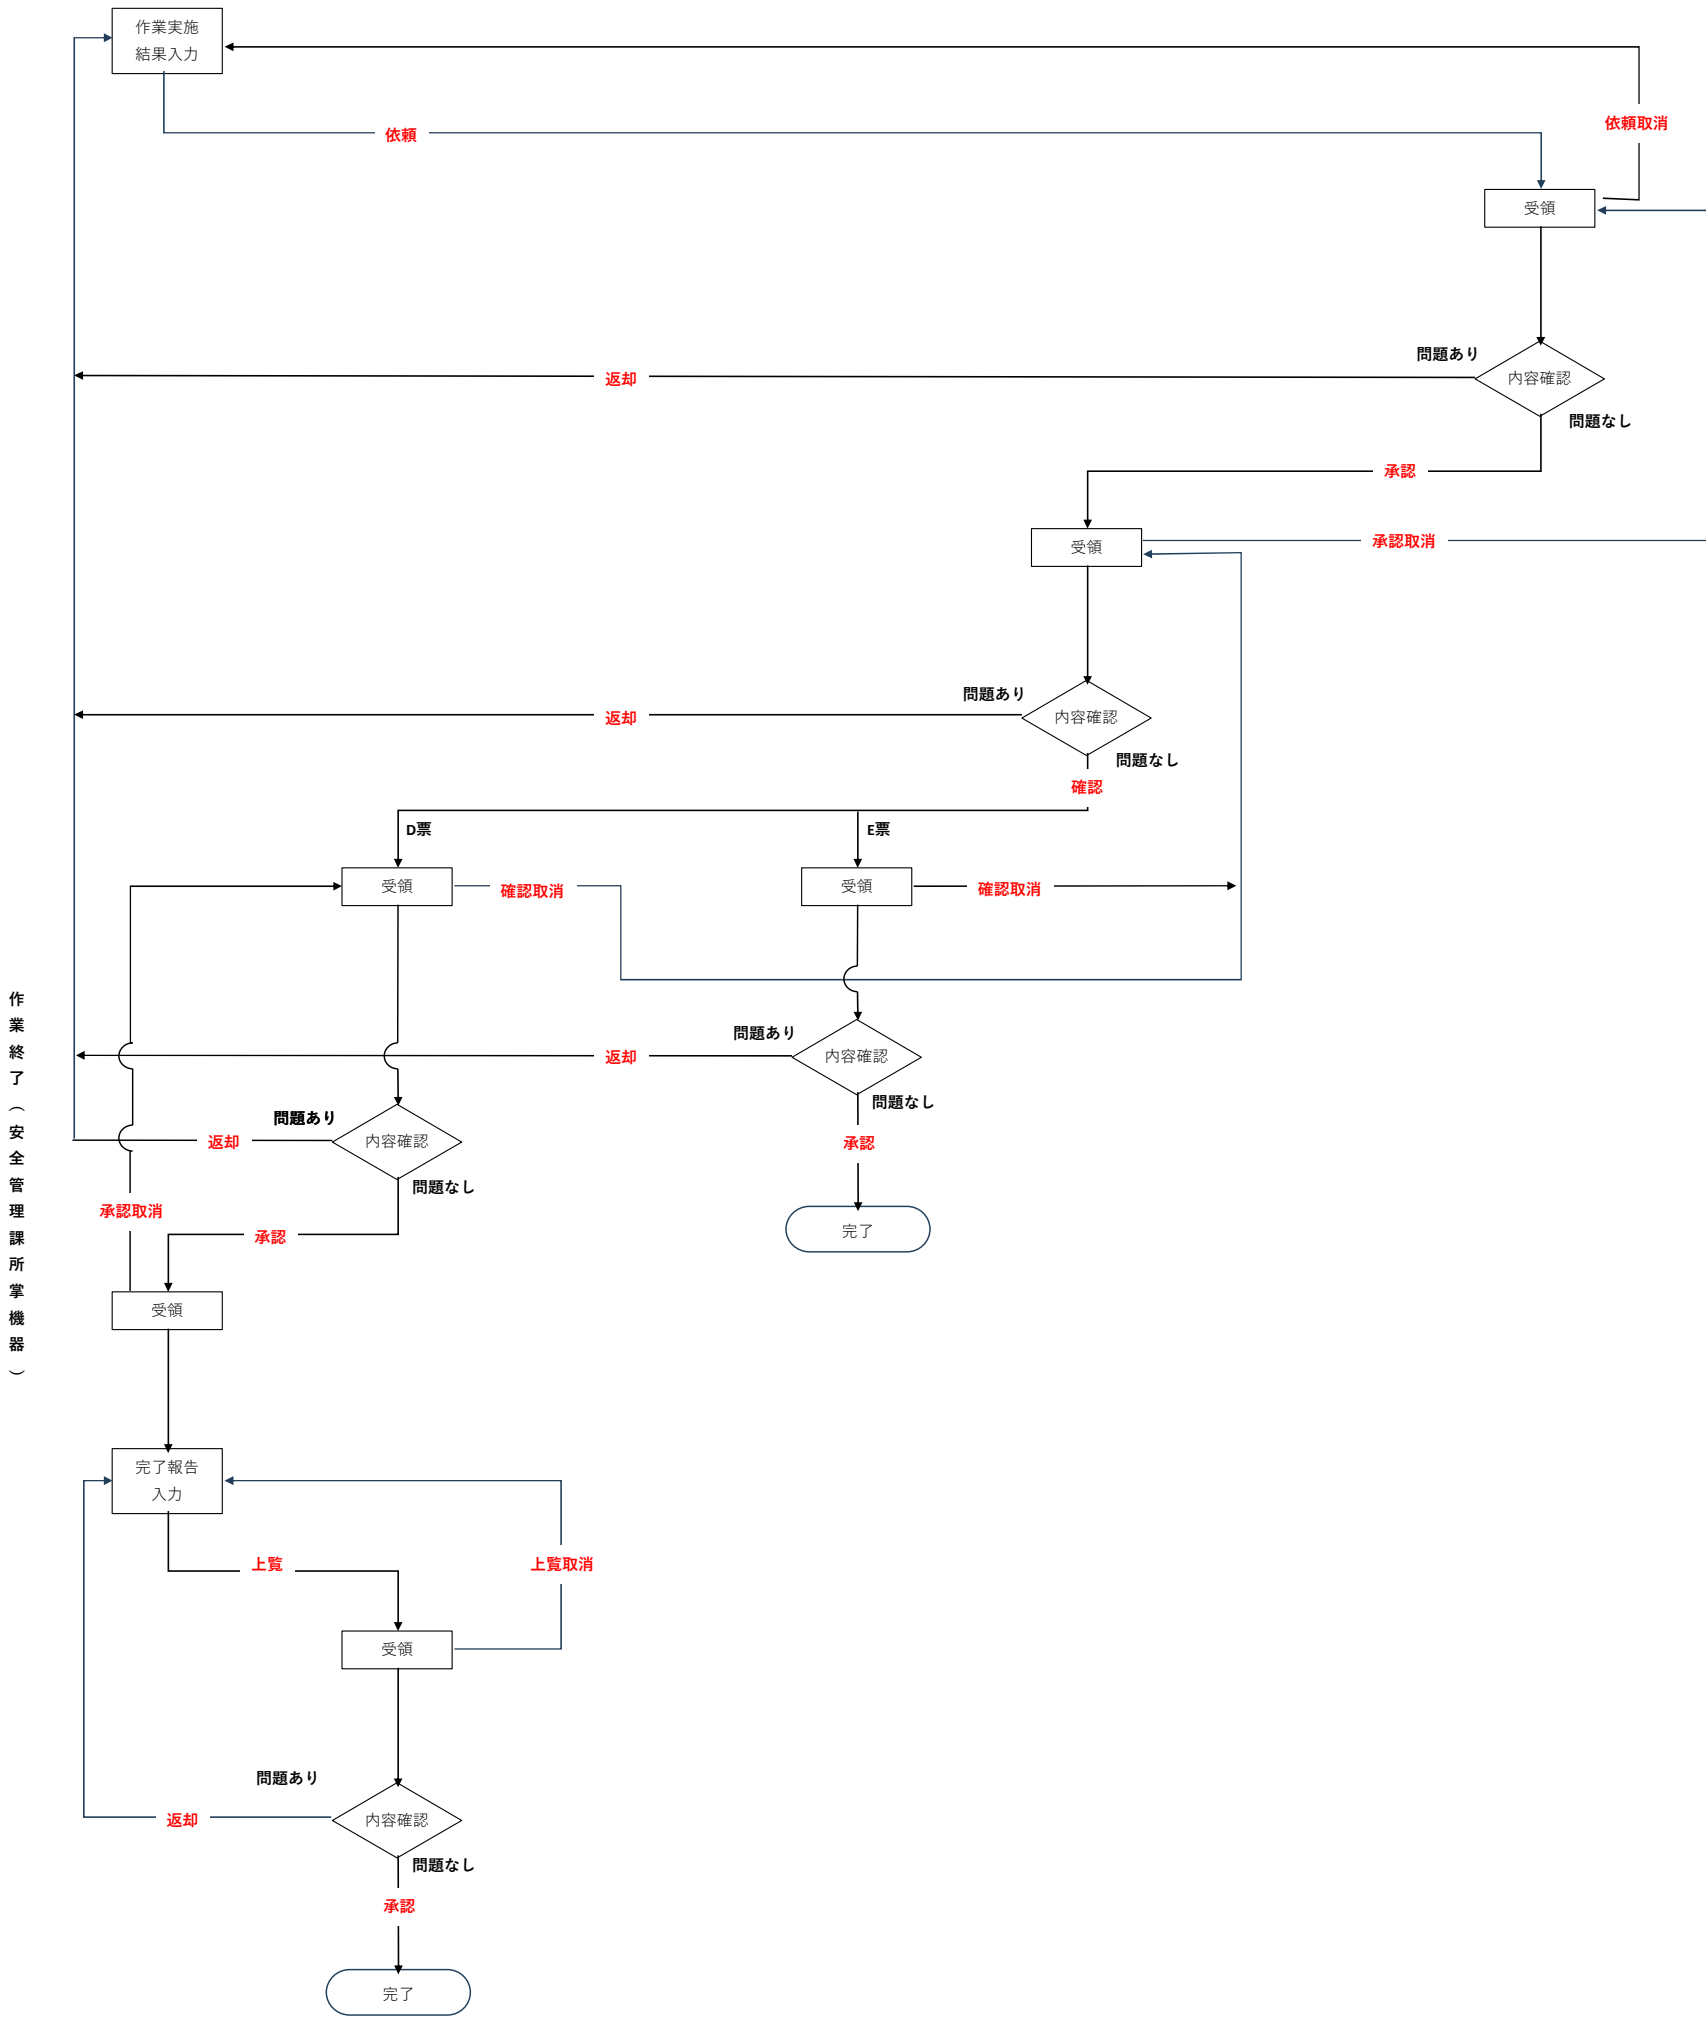 作業実施
結果入力
依頼取消
依頼
受領
問題あり
内容確認
返却
問題なし
承認
受領
承認取消
問題あり
内容確認
返却
問題なし
確認
D票
E票
受領
確認取消
受領
確認取消
作業終了（安全管理課所掌機器）
問題あり
内容確認
返却
問題なし
問題あり
内容確認
返却
承認
問題なし
承認取消
完了
承認
受領
完了報告
入力
上覧
上覧取消
受領
問題あり
内容確認
返却
問題なし
承認
完了